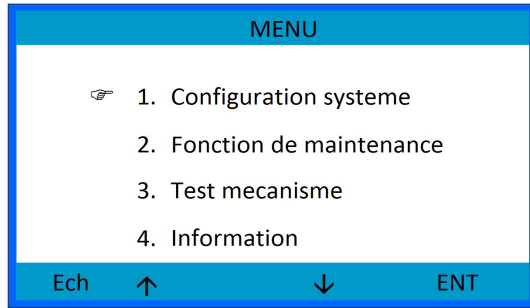 MENU
☞ 1. Configuration systeme
2. Fonction de maintenance
3. Test mecanisme
4. Information
Ech ↑ ↓ ENT